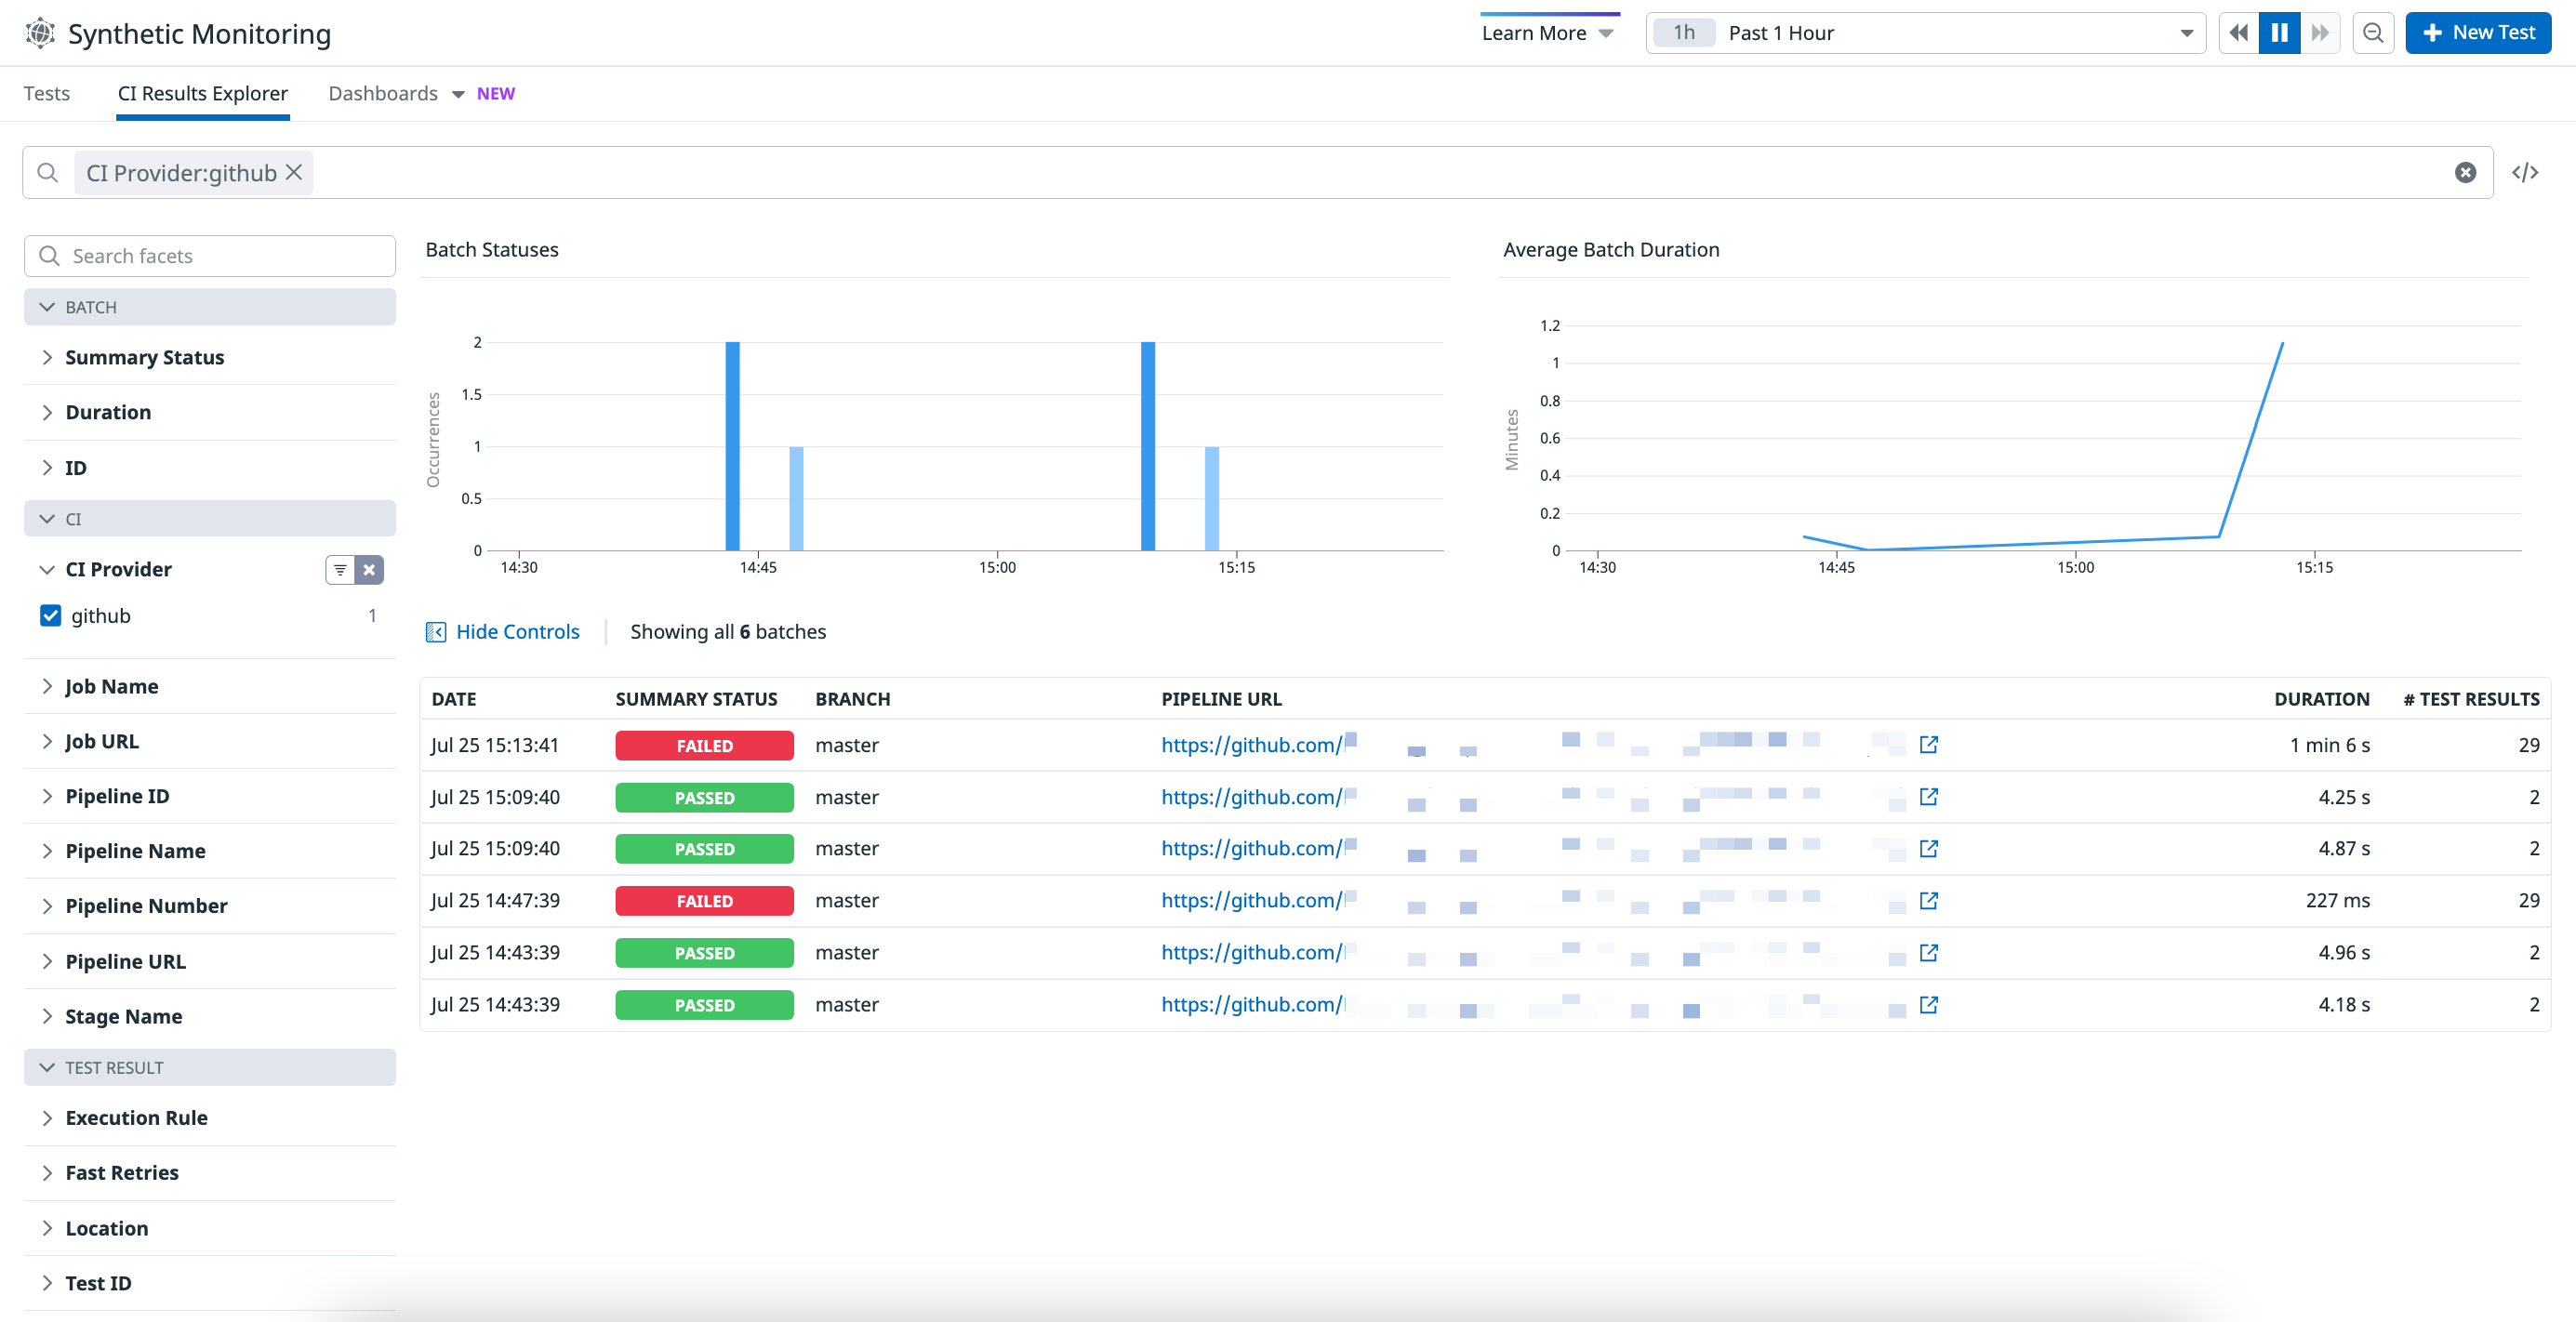 Synthetic Monitoring
Learn More
1h Past 1 Hour
New Test
Tests CI Results Explorer Dashboards NEW
CI Provider:github
</>
Search facets
BATCH
Summary Status
Duration
ID
CI
CI Provider
github 1
Job Name
Job URL
Pipeline ID
Pipeline Name
Pipeline Number
Pipeline URL
Stage Name
TEST RESULT
Execution Rule
Fast Retries
Location
Test ID
Batch Statuses
Occurrences
2
1.5
1
0.5
0
14:30 14:45 15:00 15:15
Average Batch Duration
Minutes
1.2
1
0.8
0.6
0.4
0.2
0
14:30 14:45 15:00 15:15
Hide Controls Showing all 6 batches
DATE SUMMARY STATUS BRANCH PIPELINE URL DURATION # TEST RESULTS
Jul 25 15:13:41 FAILED master https://github.com/ 1 min 6 s 29
Jul 25 15:09:40 PASSED master https://github.com/ 4.25 s 2
Jul 25 15:09:40 PASSED master https://github.com/ 4.87 s 2
Jul 25 14:47:39 FAILED master https://github.com/ 227 ms 29
Jul 25 14:43:39 PASSED master https://github.com/ 4.96 s 2
Jul 25 14:43:39 PASSED master https://github.com/ 4.18 s 2